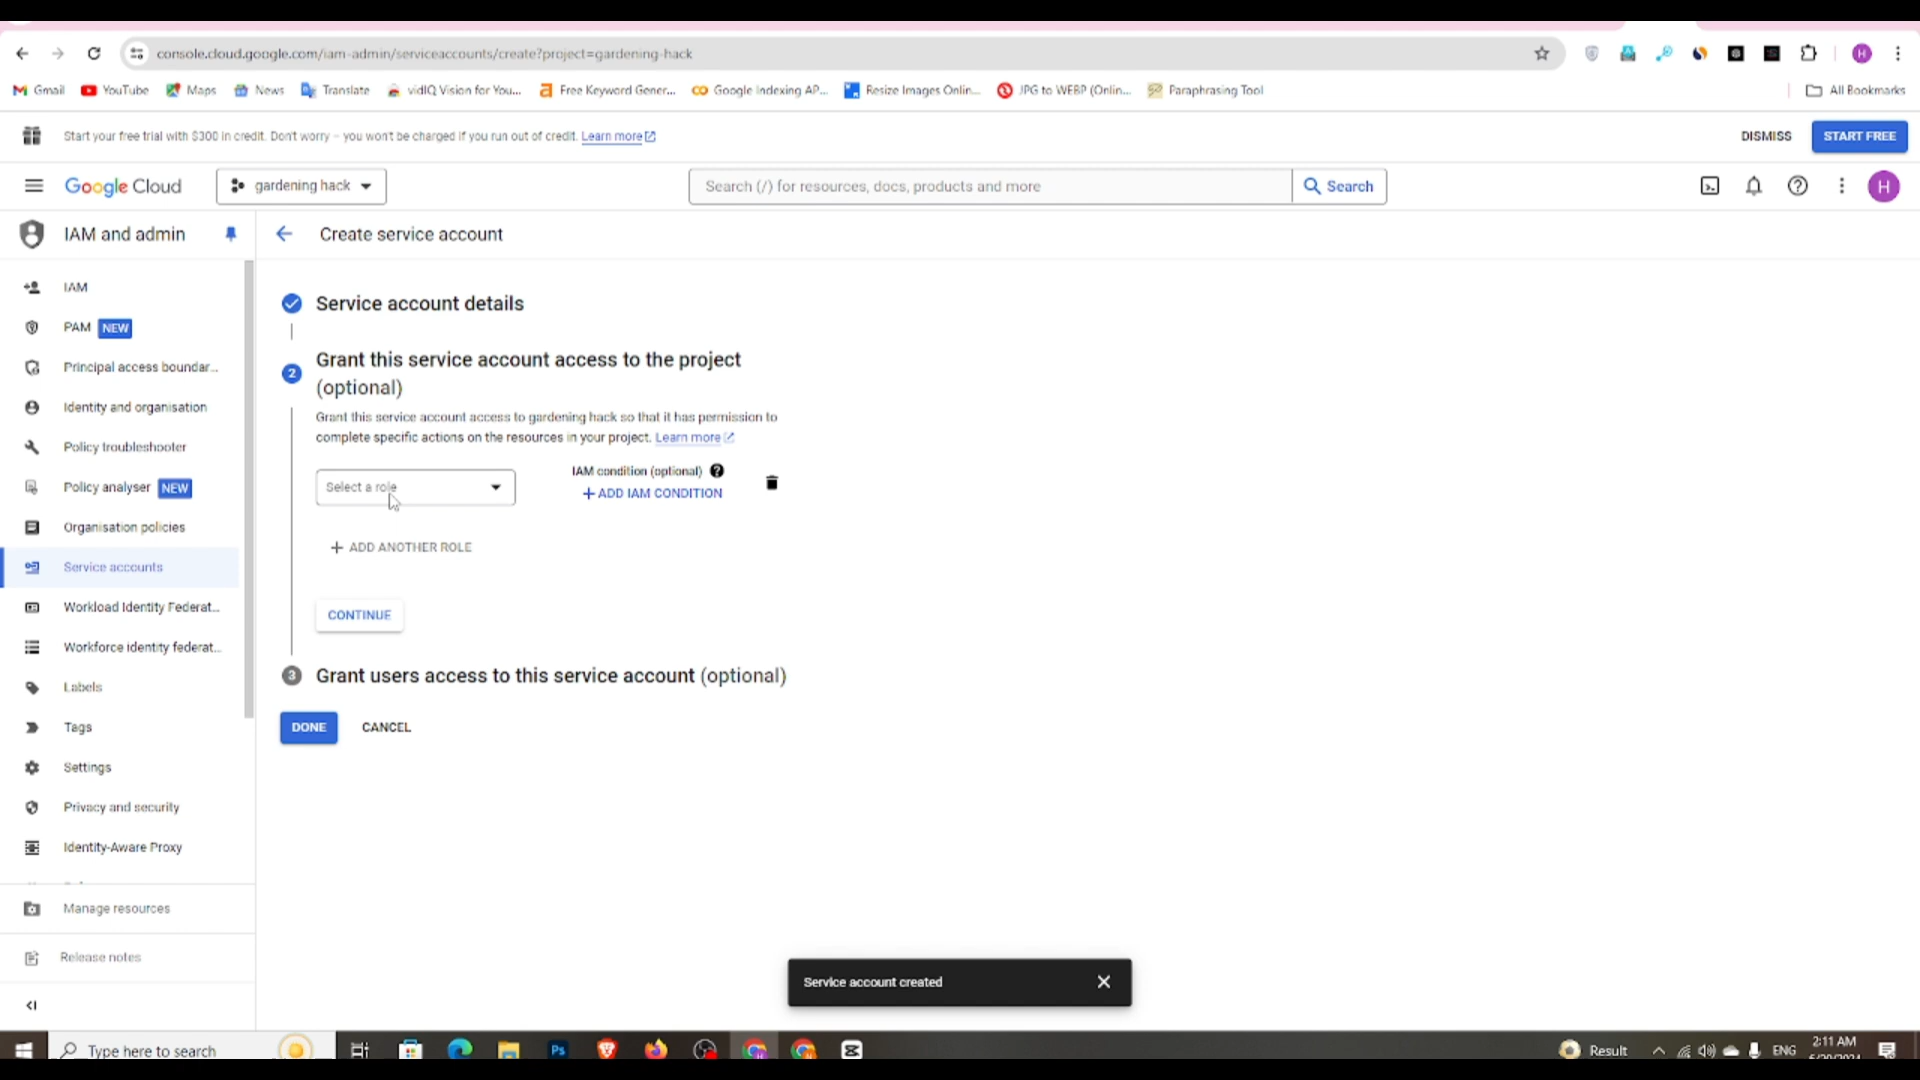 console.cloud.google.com/iam-admin/serviceaccounts/create?project=gardening-hack
H
Gmail
YouTube
Maps
News
Translate
vidIQ Vision for You...
Free Keyword Gener...
Google Indexing AP...
Resize Images Onlin...
JPG to WEBP (Onlin...
Paraphrasing Tool
All Bookmarks
Start your free trial with $300 in credit. Don't worry – you won't be charged if you run out of credit. Learn more
DISMISS
START FREE
Google Cloud
gardening hack
Search (/) for resources, docs, products and more
Search
H
IAM and admin
Create service account
IAM
PAM NEW
Principal access boundar...
Identity and organisation
Policy troubleshooter
Policy analyser NEW
Organisation policies
Service accounts
Workload Identity Federat...
Workforce identity federat...
Labels
Tags
Settings
Privacy and security
Identity-Aware Proxy
Manage resources
Release notes
Service account details
2
Grant this service account access to the project
(optional)
Grant this service account access to gardening hack so that it has permission to
complete specific actions on the resources in your project. Learn more
Select a role
IAM condition (optional)
+ ADD IAM CONDITION
+ ADD ANOTHER ROLE
CONTINUE
3
Grant users access to this service account (optional)
DONE
CANCEL
Service account created
Type here to search
Ps
Result
ENG
2:11 AM